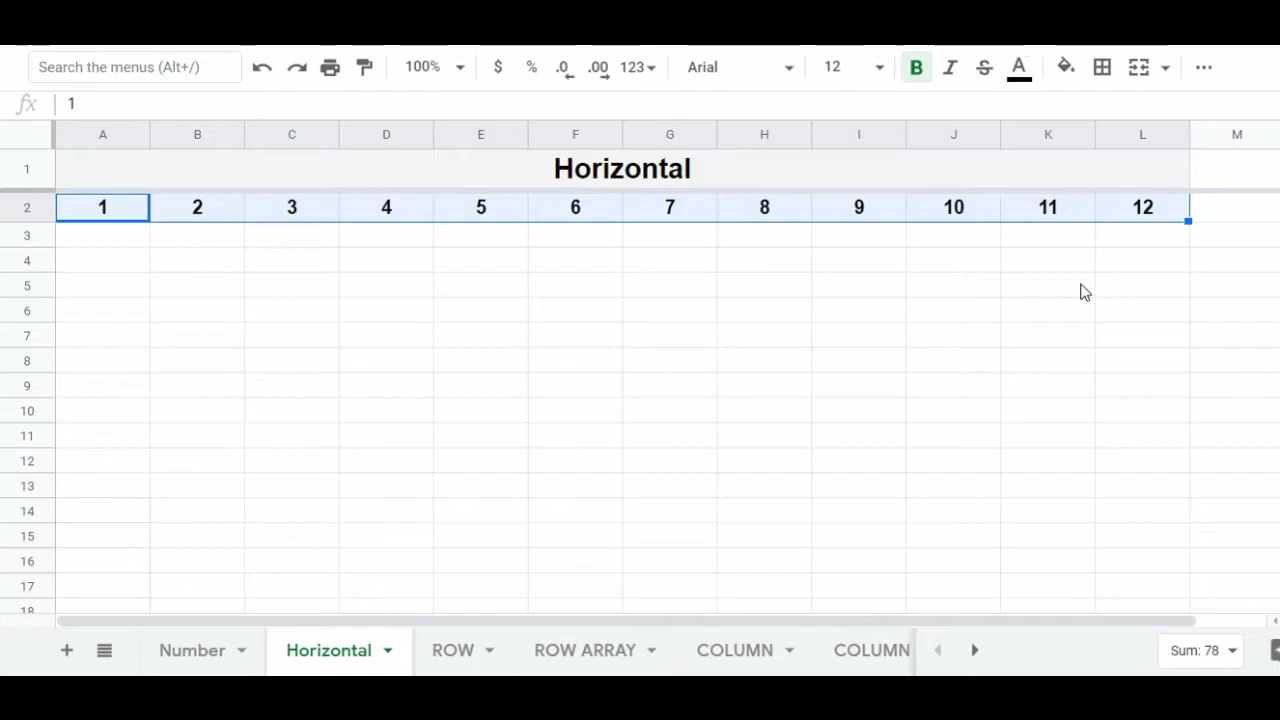 Search the menus (Alt+/) 100% $ % .0 .00 123 Arial 12 B I S A
fx 1
A B C D E F G H I J K L M
1 Horizontal
2 1 2 3 4 5 6 7 8 9 10 11 12
3
4
5
6
7
8
9
10
11
12
13
14
15
16
17
18
+ Number Horizontal ROW ROW ARRAY COLUMN COLUMN Sum: 78